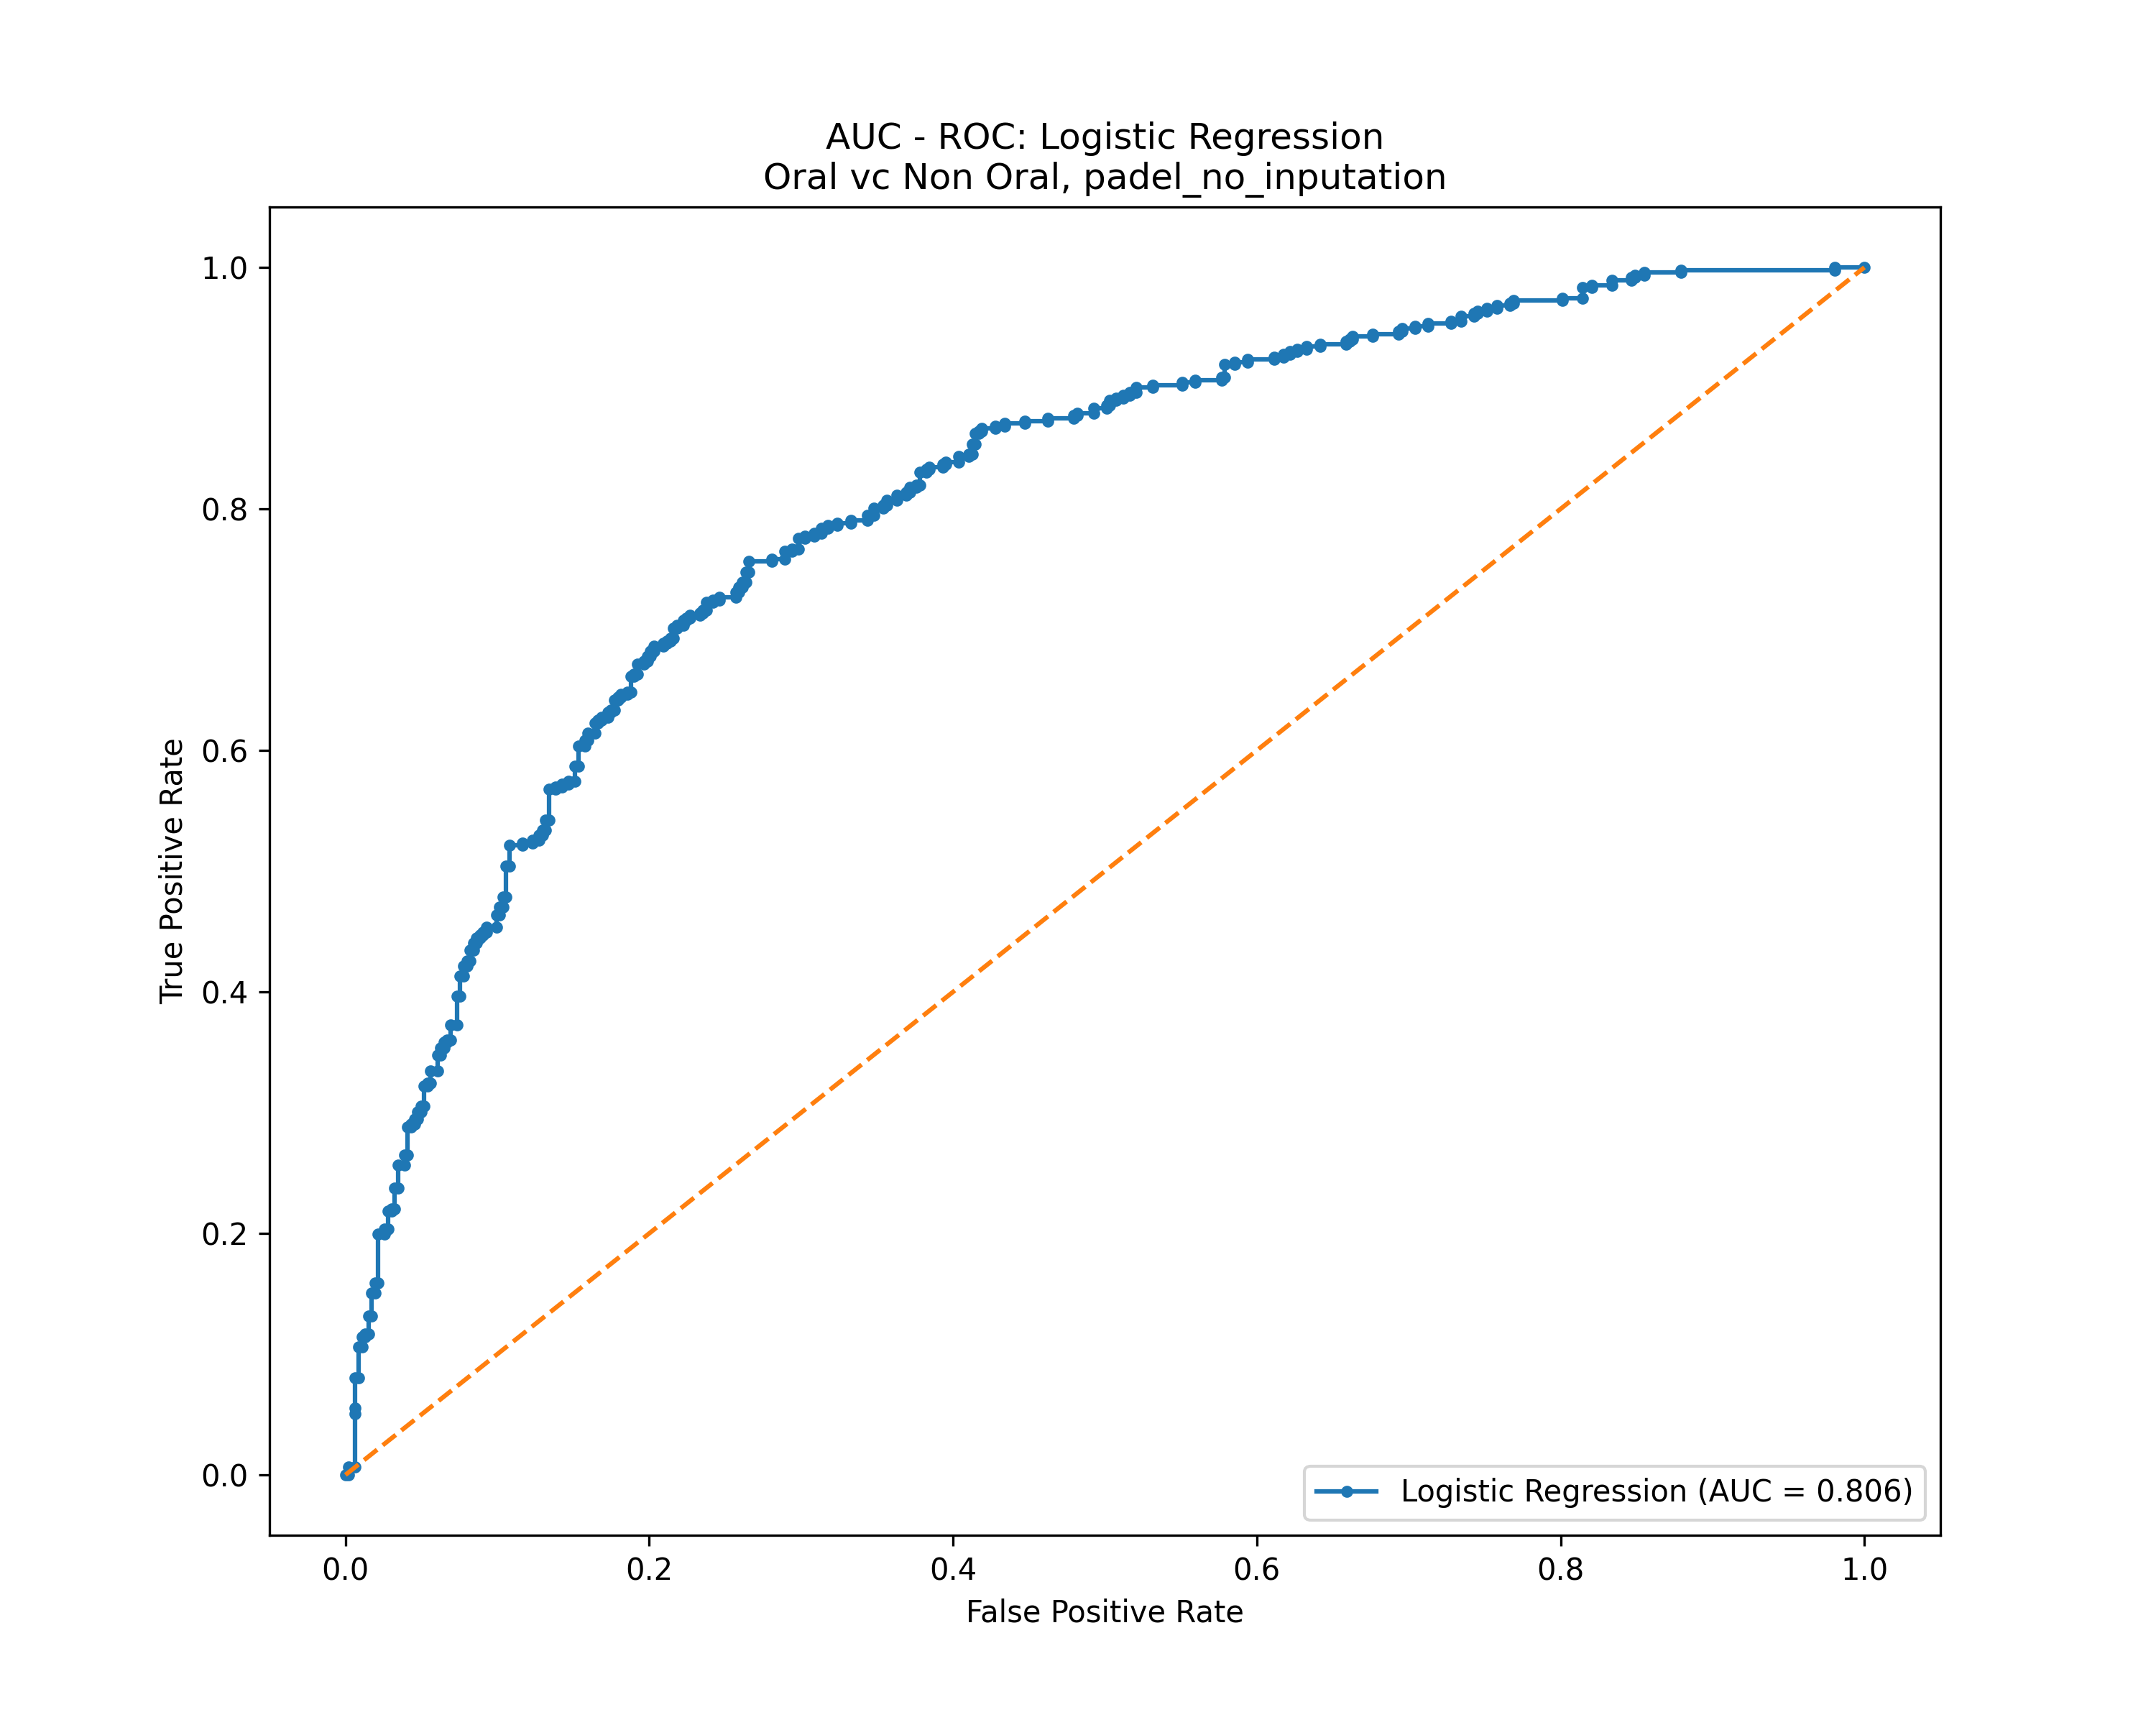 AUC - ROC: Logistic Regression
Oral vc Non Oral, padel_no_inputation
True Positive Rate
1.0
0.8
0.6
0.4
0.2
0.0
Logistic Regression (AUC = 0.806)
0.0 0.2 0.4 0.6 0.8 1.0
False Positive Rate